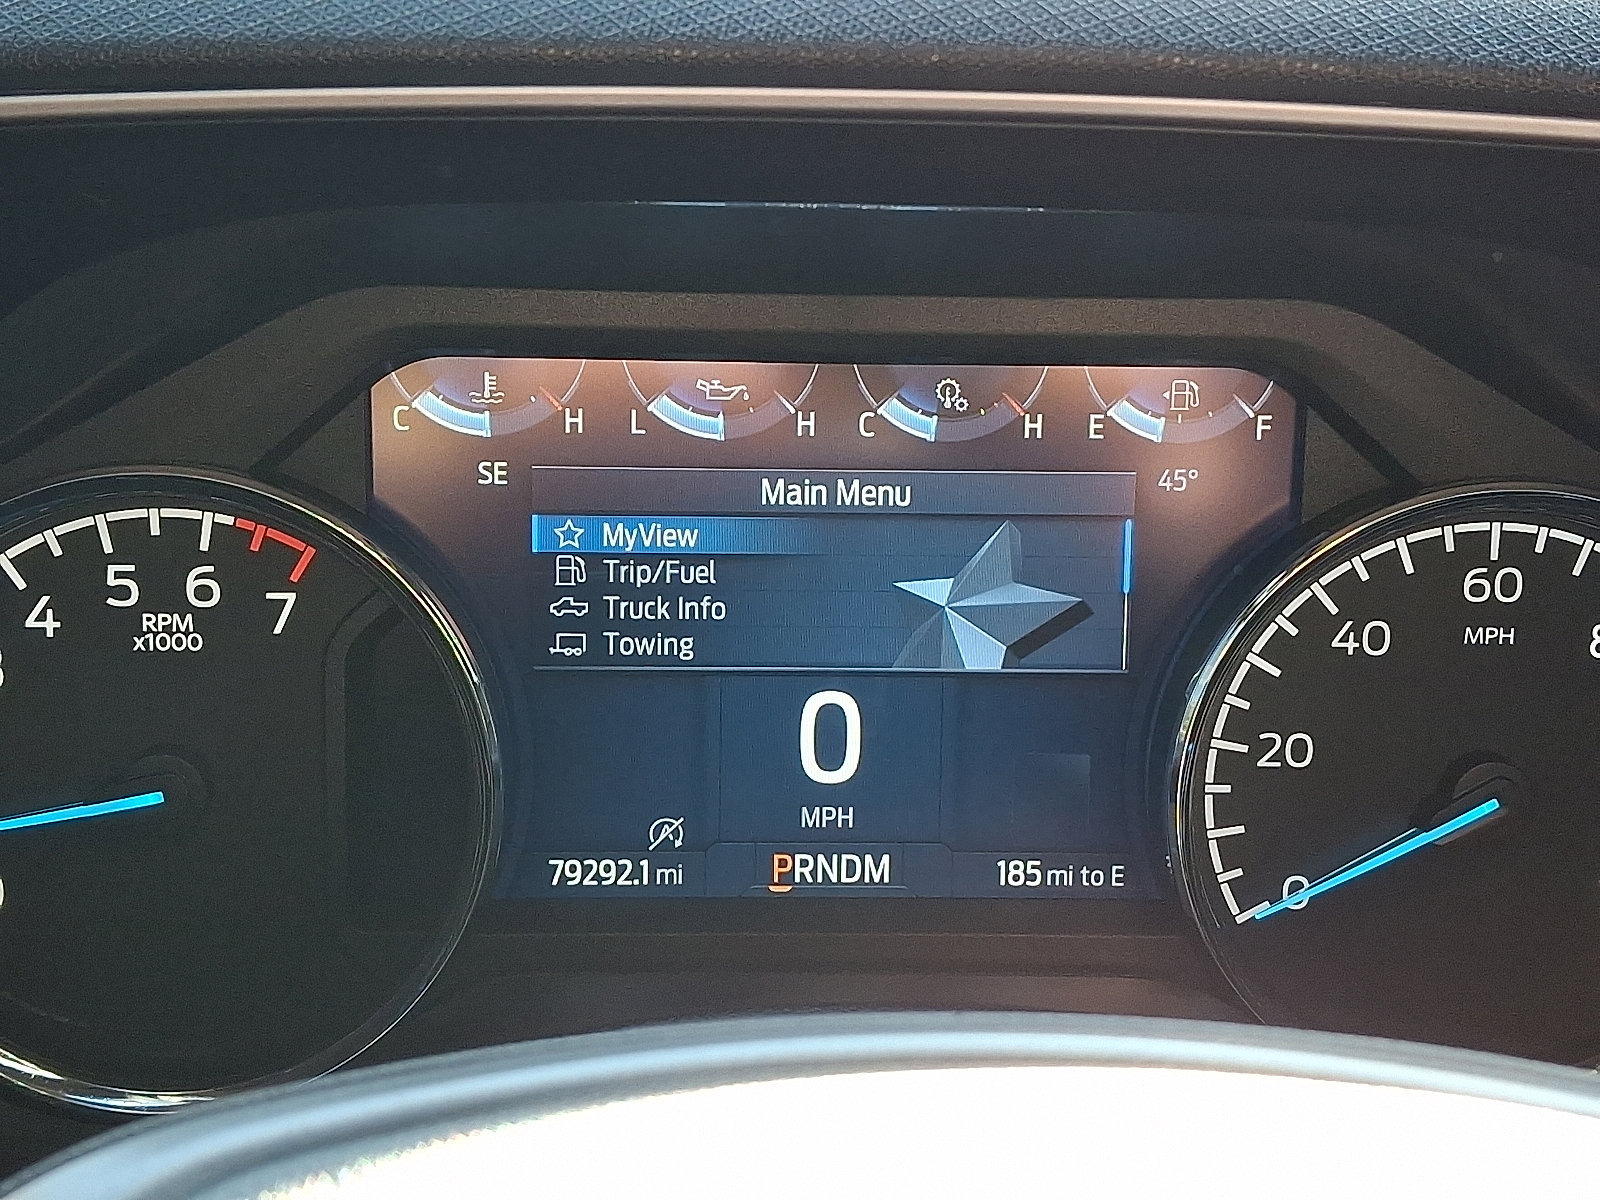 C H L H C H E F
SE
45°
Main Menu
MyView
Trip/Fuel
Truck Info
Towing
4 5 6 7
RPM
x1000
0
MPH
79292.1 mi
PRNDM
185 mi to E
0 20 40 60
MPH